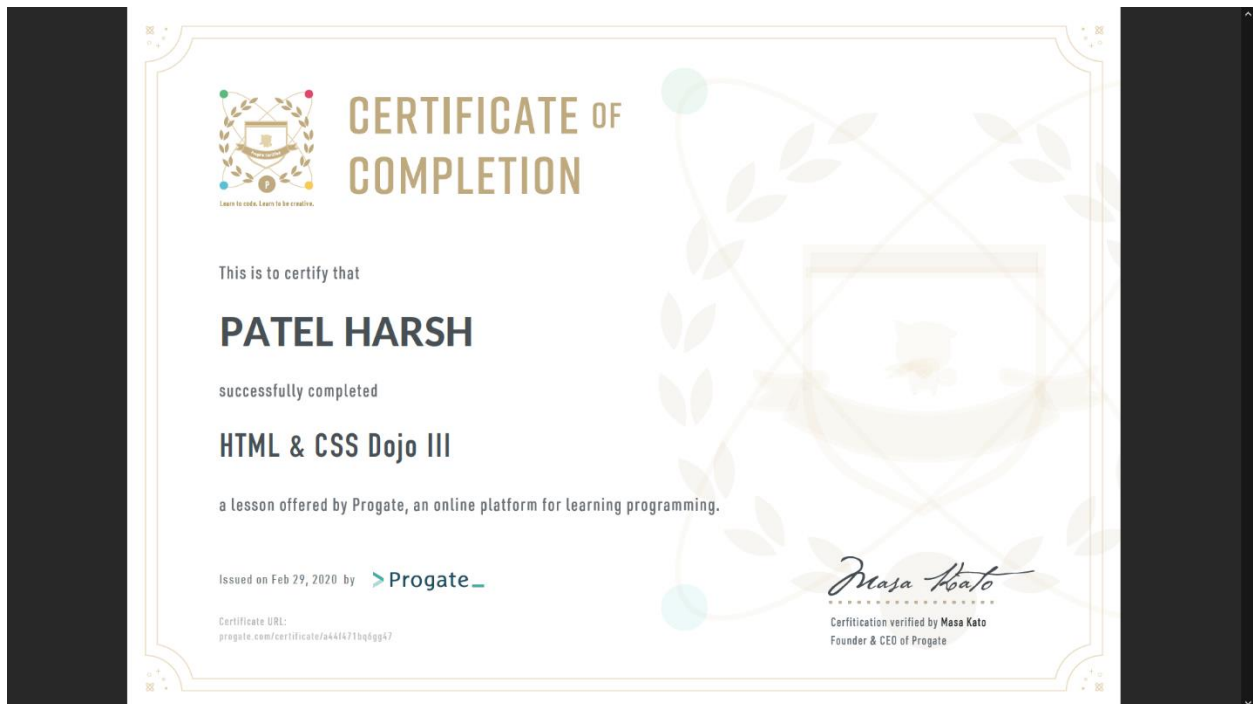 CERTIFICATE OF
COMPLETION
Learn to code. Learn to be creative.
This is to certify that
PATEL HARSH
successfully completed
HTML & CSS Dojo III
a lesson offered by Progate, an online platform for learning programming.
Issued on Feb 29, 2020 by >Progate_
Certificate URL:
Masa Kato
Cerfitication verified by Masa Kato
Founder & CEO of Progate